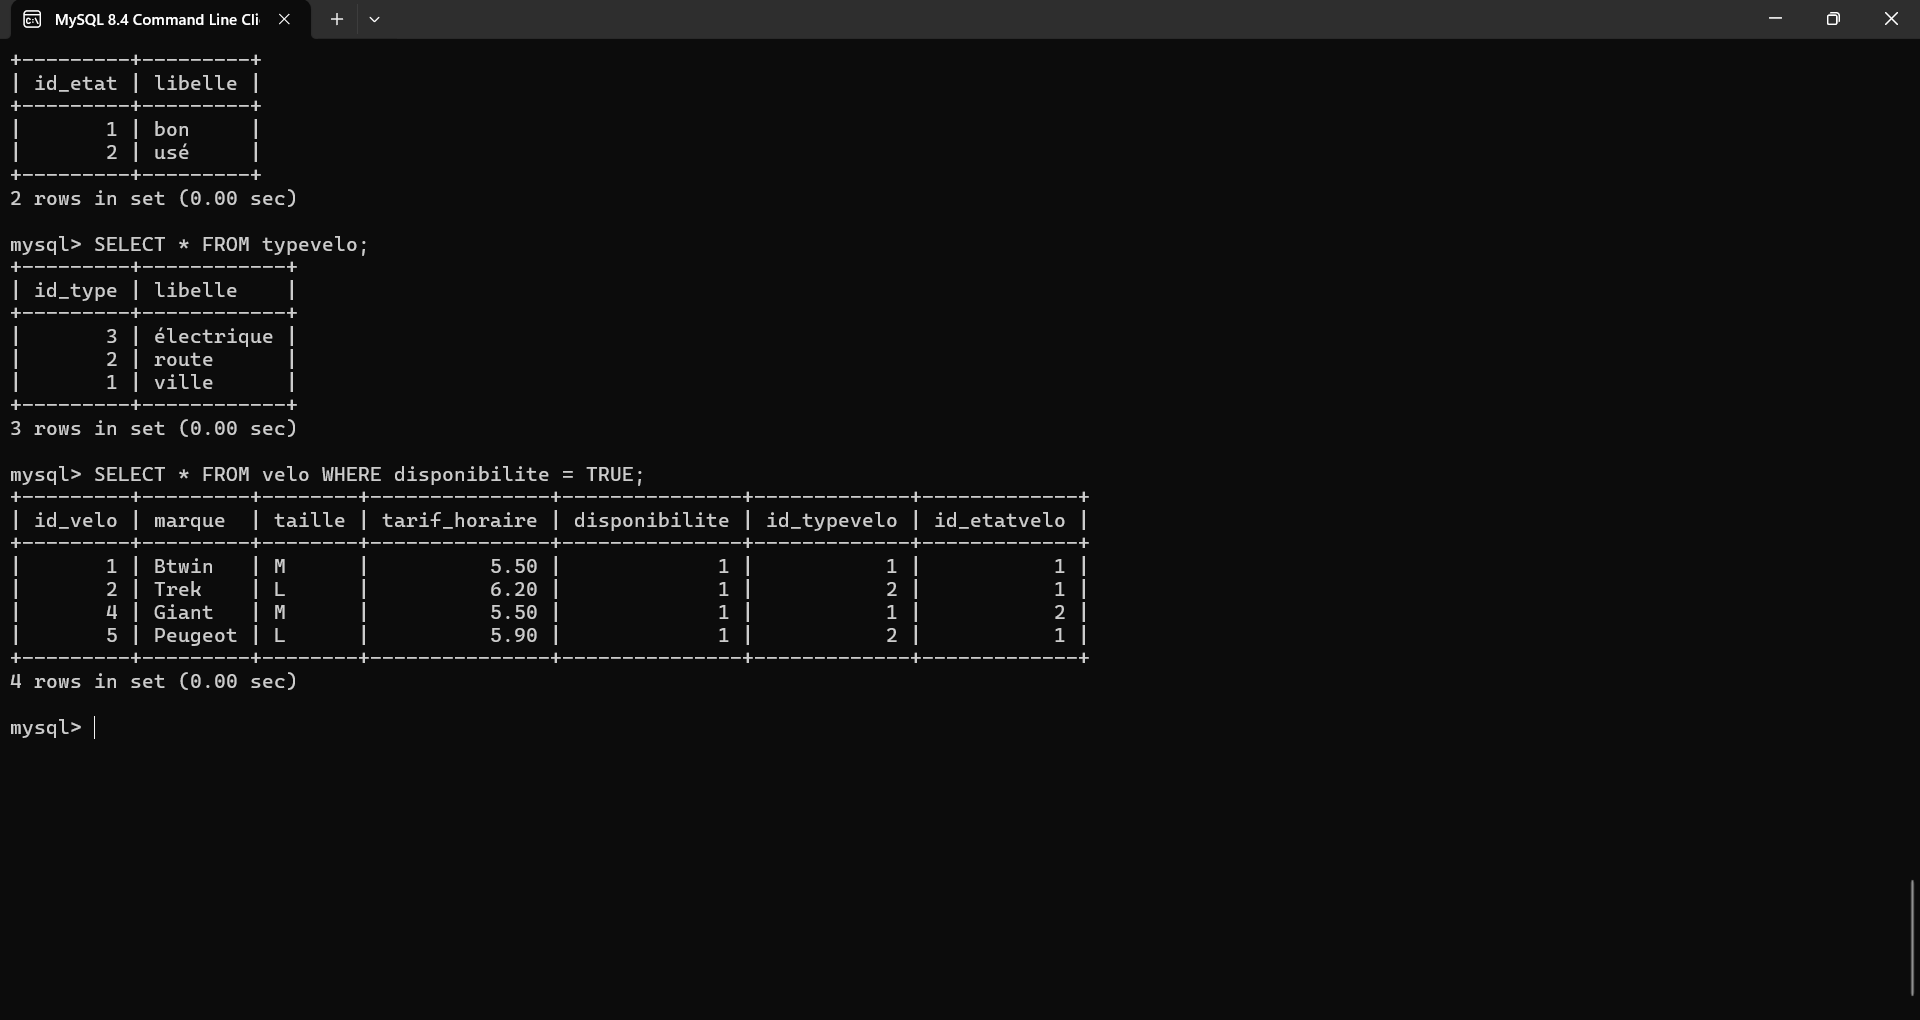 MySQL 8.4 Command Line Cli
+---------+---------+
| id_etat | libelle |
+---------+---------+
|       1 | bon     |
|       2 | usé     |
+---------+---------+
2 rows in set (0.00 sec)
mysql> SELECT * FROM typevelo;
+---------+------------+
| id_type | libelle    |
+---------+------------+
|       3 | électrique |
|       2 | route      |
|       1 | ville      |
+---------+------------+
3 rows in set (0.00 sec)
mysql> SELECT * FROM velo WHERE disponibilite = TRUE;
+---------+---------+--------+---------------+---------------+-------------+-------------+
| id_velo | marque  | taille | tarif_horaire | disponibilite | id_typevelo | id_etatvelo |
+---------+---------+--------+---------------+---------------+-------------+-------------+
|       1 | Btwin   | M      |          5.50 |             1 |           1 |           1 |
|       2 | Trek    | L      |          6.20 |             1 |           2 |           1 |
|       4 | Giant   | M      |          5.50 |             1 |           1 |           2 |
|       5 | Peugeot | L      |          5.90 |             1 |           2 |           1 |
+---------+---------+--------+---------------+---------------+-------------+-------------+
4 rows in set (0.00 sec)
mysql>